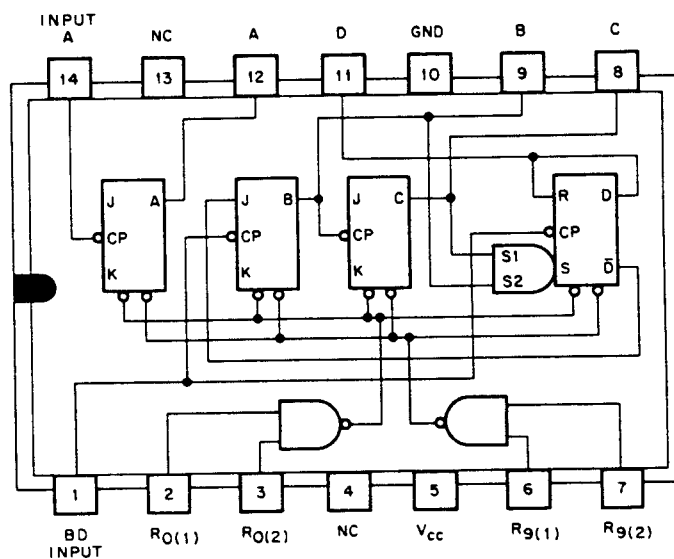 INPUT
A NC A D GND B C
14 13 12 11 10 9 8
J A J B J C R D
CP CP CP CP
K K K S1 S D̅
S2
1 2 3 4 5 6 7
BD R0(1) R0(2) NC Vcc R9(1) R9(2)
INPUT